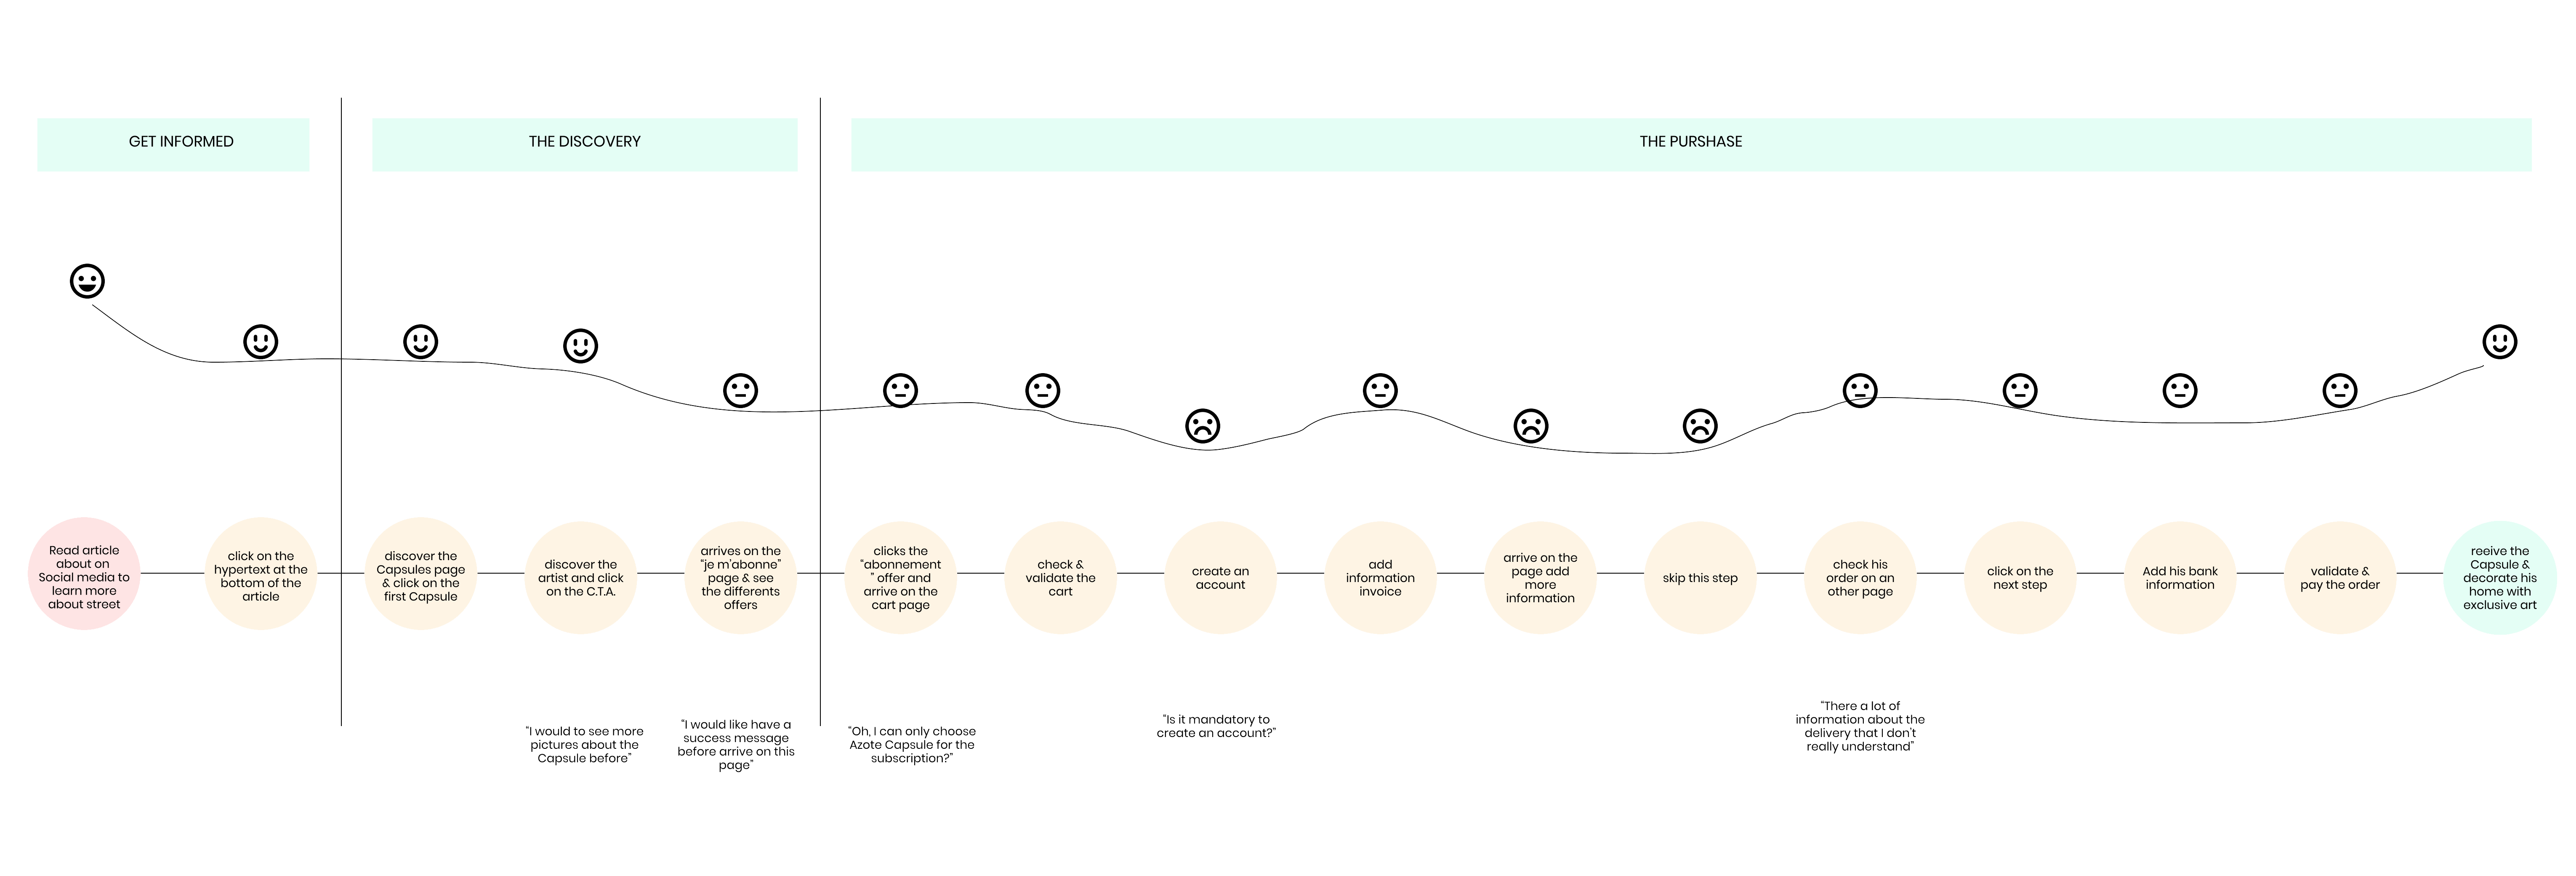 GET INFORMED
THE DISCOVERY
THE PURSHASE
Read article
about on
Social media to
learn more
about street
click on the
hypertext at the
bottom of the
article
discover the
Capsules page
& click on the
first Capsule
discover the
artist and click
on the C.T.A.
arrives on the
"je m'abonne"
page & see
the differents
offers
clicks the
"abonnement
" offer and
arrive on the
cart page
check &
validate the
cart
create an
account
add
information
invoice
arrive on the
page add
more
information
skip this step
check his
order on an
other page
click on the
next step
Add his bank
information
validate &
pay the order
reeive the
Capsule &
decorate his
home with
exclusive art
"I would to see more
pictures about the
Capsule before"
"I would like have a
success message
before arrive on this
page"
"Oh, I can only choose
Azote Capsule for the
subscription?"
"Is it mandatory to
create an account?"
"There a lot of
information about the
delivery that I don't
really understand"